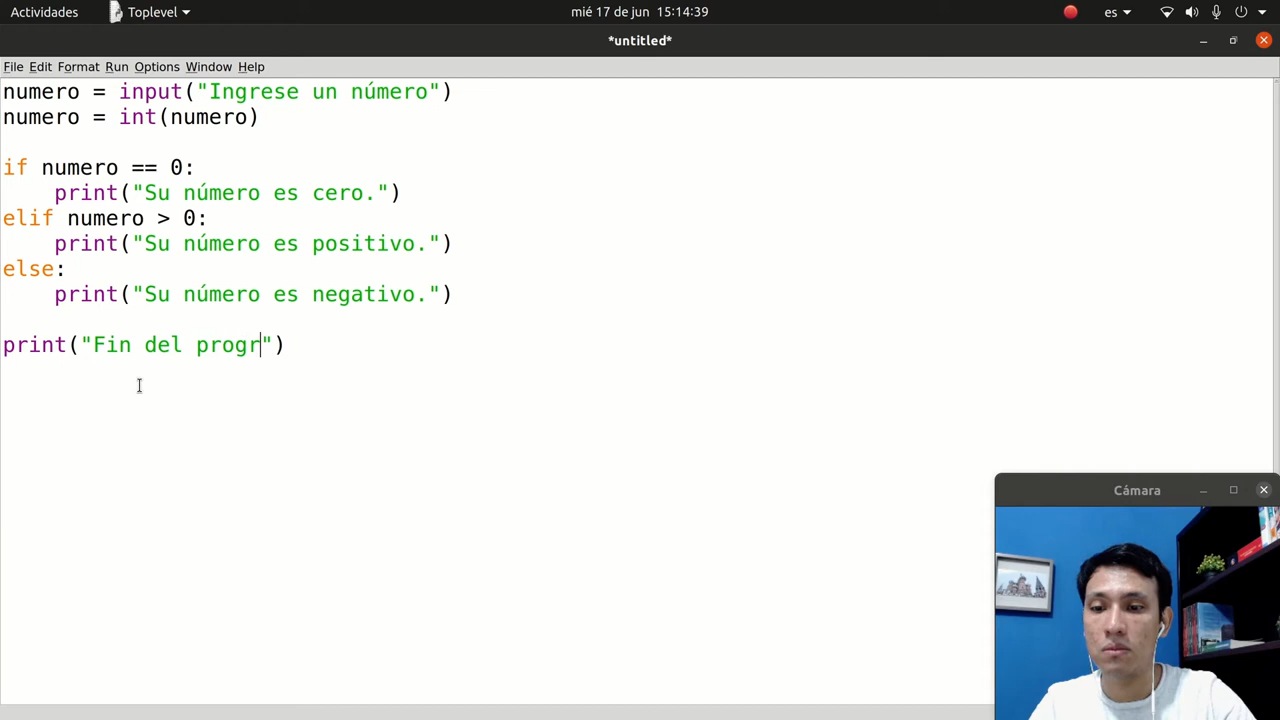 Actividades Toplevel mié 17 de jun 15:14:39 es
*untitled*
File Edit Format Run Options Window Help
numero = input("Ingrese un número")
numero = int(numero)
if numero == 0:
    print("Su número es cero.")
elif numero > 0:
    print("Su número es positivo.")
else:
    print("Su número es negativo.")
print("Fin del progr")
Cámara